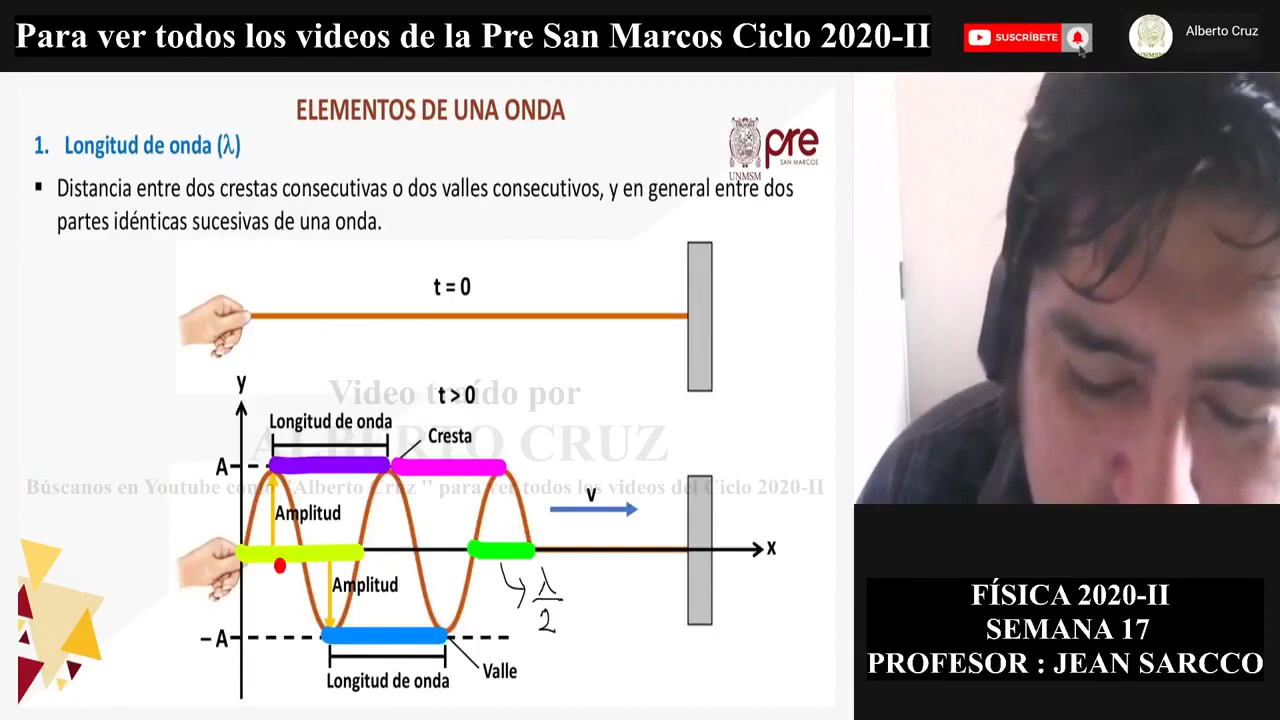 Para ver todos los videos de la Pre San Marcos Ciclo 2020-II
SUSCRÍBETE
Alberto Cruz
UNMSM
ELEMENTOS DE UNA ONDA
1. Longitud de onda (λ)
pre
SAN MARCOS
UNMSM
▪ Distancia entre dos crestas consecutivas o dos valles consecutivos, y en general entre dos
partes idénticas sucesivas de una onda.
t = 0
y
Video traído por
t > 0
Longitud de onda
Cresta
ALBERTO CRUZ
A
Búscanos en Youtube como "Alberto Cruz " para ver todos los videos del Ciclo 2020-II
v
Amplitud
x
Amplitud
λ/2
– A
Valle
Longitud de onda
FÍSICA 2020-II
SEMANA 17
PROFESOR : JEAN SARCCO